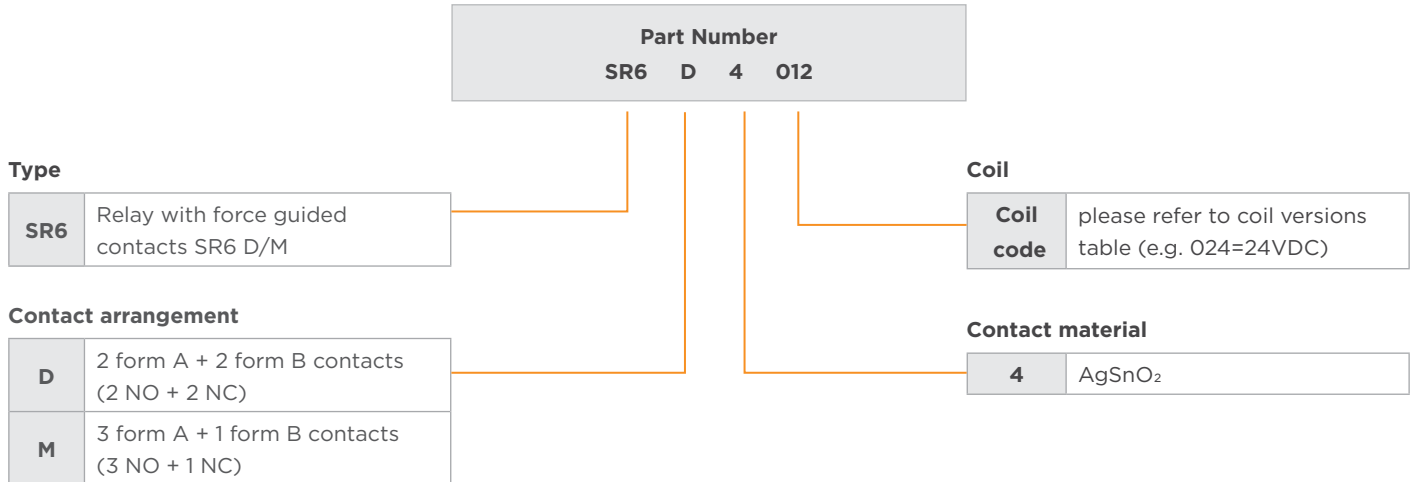 Part Number
SR6 D 4 012
Type
SR6
Relay with force guided
contacts SR6 D/M
Contact arrangement
D
2 form A + 2 form B contacts
(2 NO + 2 NC)
M
3 form A + 1 form B contacts
(3 NO + 1 NC)
Coil
Coil
code
please refer to coil versions
table (e.g. 024=24VDC)
Contact material
4
AgSnO₂